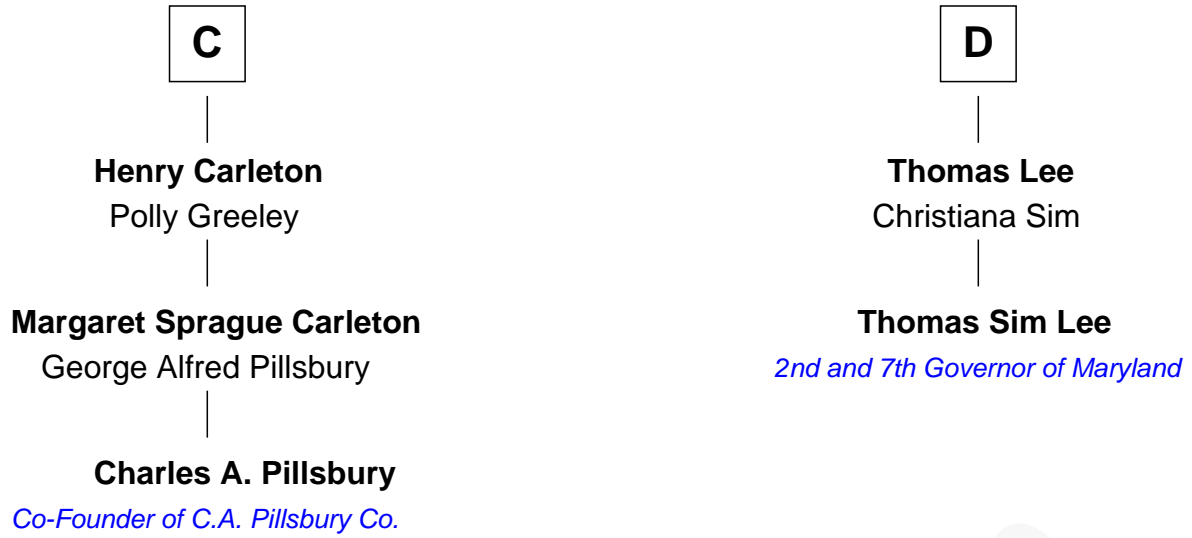 C
Henry Carleton
Polly Greeley
Margaret Sprague Carleton
George Alfred Pillsbury
Charles A. Pillsbury
Co-Founder of C.A. Pillsbury Co.
D
Thomas Lee
Christiana Sim
Thomas Sim Lee
2nd and 7th Governor of Maryland